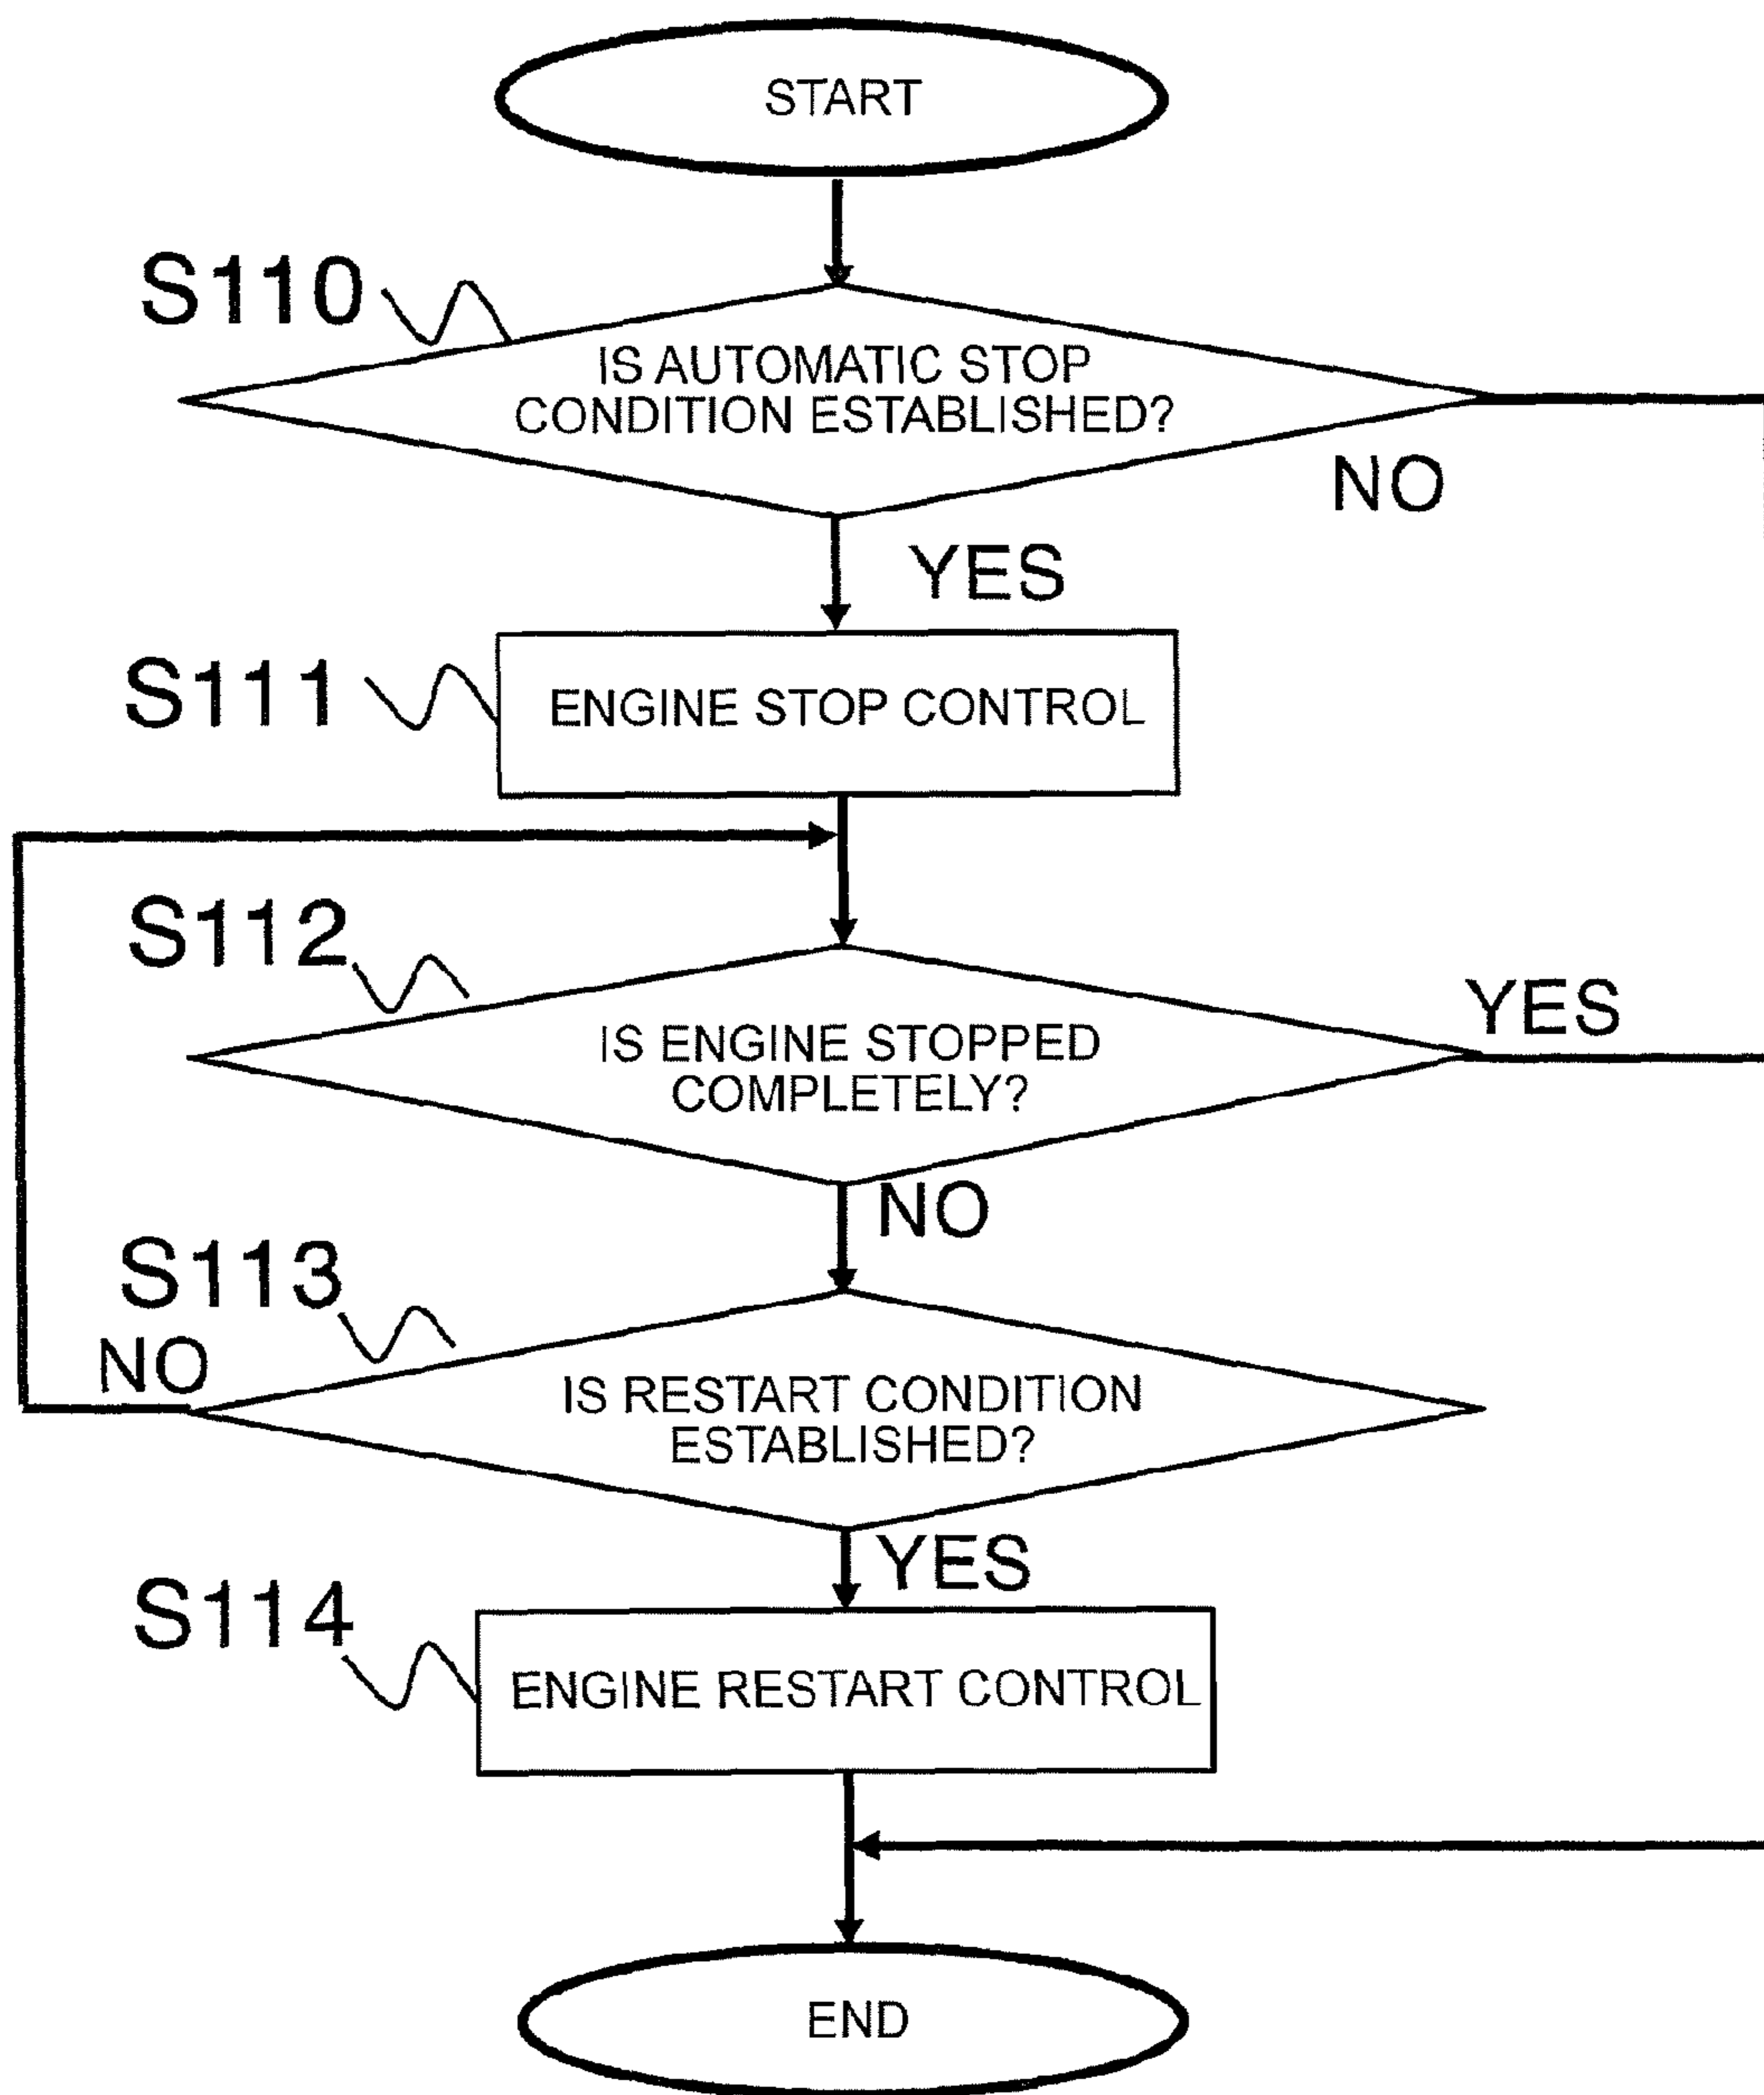 START
S110
IS AUTOMATIC STOP
CONDITION ESTABLISHED?
NO
YES
S111
ENGINE STOP CONTROL
S112
YES
IS ENGINE STOPPED
COMPLETELY?
NO
S113
NO
IS RESTART CONDITION
ESTABLISHED?
YES
S114
ENGINE RESTART CONTROL
END